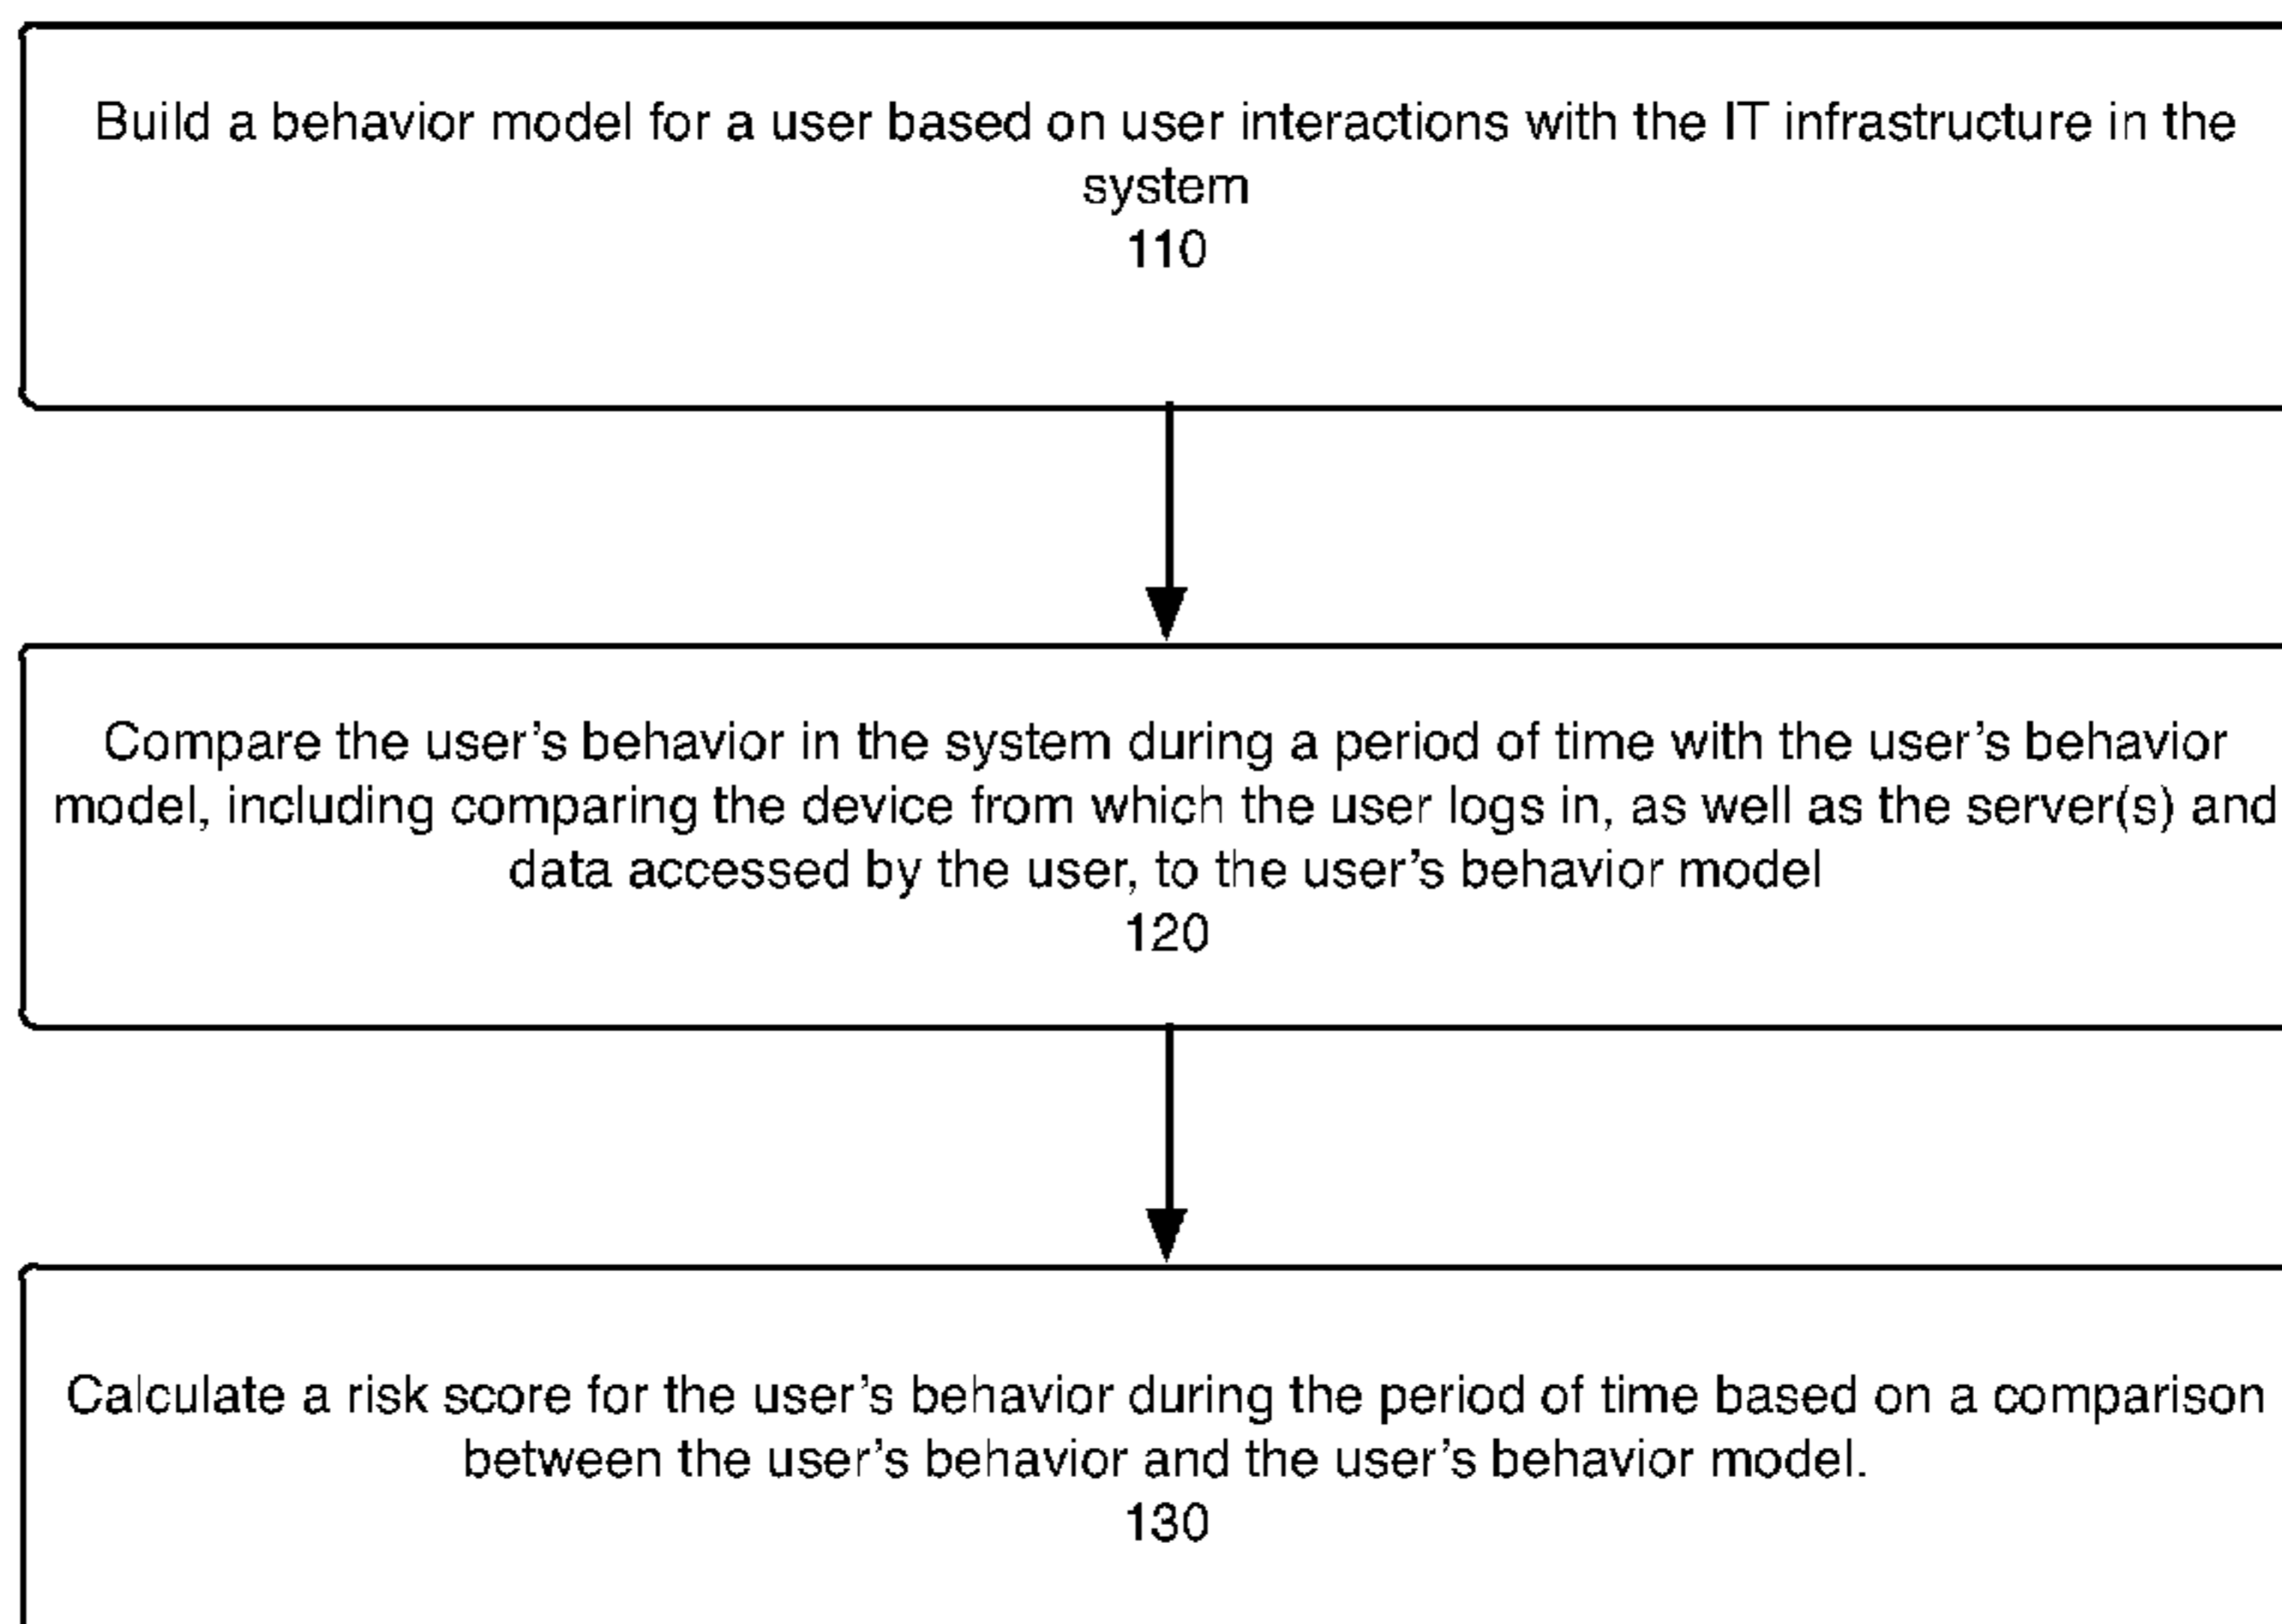 Build a behavior model for a user based on user interactions with the IT infrastructure in the
system
110
Compare the user's behavior in the system during a period of time with the user's behavior
model, including comparing the device from which the user logs in, as well as the server(s) and
data accessed by the user, to the user's behavior model
120
Calculate a risk score for the user's behavior during the period of time based on a comparison
between the user's behavior and the user's behavior model.
130